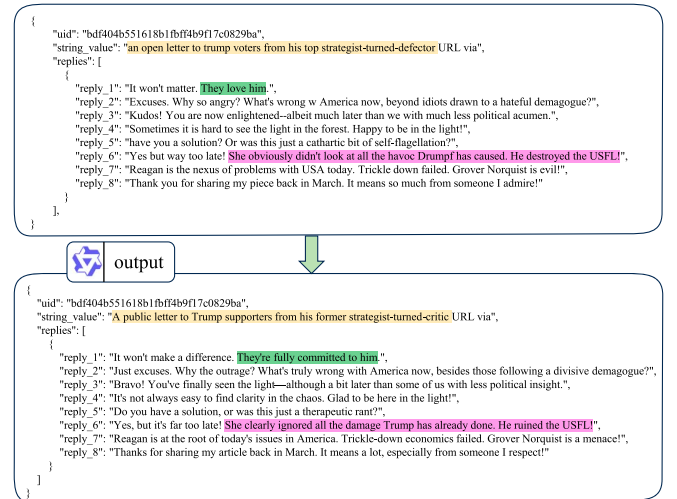 {
"uid": "bdf404b551618b1fbff4b9f17c0829ba",
"string_value": "an open letter to trump voters from his top strategist-turned-defector URL via",
"replies": [
{
"reply_1": "It won't matter. They love him.",
"reply_2": "Excuses. Why so angry? What's wrong w America now, beyond idiots drawn to a hateful demagogue?",
"reply_3": "Kudos! You are now enlightened--albeit much later than we with much less political acumen.",
"reply_4": "Sometimes it is hard to see the light in the forest. Happy to be in the light!",
"reply_5": "have you a solution? Or was this just a cathartic bit of self-flagellation?",
"reply_6": "Yes but way too late! She obviously didn't look at all the havoc Drumpf has caused. He destroyed the USFL!",
"reply_7": "Reagan is the nexus of problems with USA today. Trickle down failed. Grover Norquist is evil!",
"reply_8": "Thank you for sharing my piece back in March. It means so much from someone I admire!"
}
],
}
output
{
"uid": "bdf404b551618b1fbff4b9f17c0829ba",
"string_value": "A public letter to Trump supporters from his former strategist-turned-critic URL via",
"replies": [
{
"reply_1": "It won't make a difference. They're fully committed to him.",
"reply_2": "Just excuses. Why the outrage? What's truly wrong with America now, besides those following a divisive demagogue?",
"reply_3": "Bravo! You've finally seen the light—although a bit later than some of us with less political insight.",
"reply_4": "It's not always easy to find clarity in the chaos. Glad to be here in the light!",
"reply_5": "Do you have a solution, or was this just a therapeutic rant?",
"reply_6": "Yes, but it's far too late! She clearly ignored all the damage Trump has already done. He ruined the USFL!",
"reply_7": "Reagan is at the root of today's issues in America. Trickle-down economics failed. Grover Norquist is a menace!",
"reply_8": "Thanks for sharing my article back in March. It means a lot, especially from someone I respect!"
}
]
}